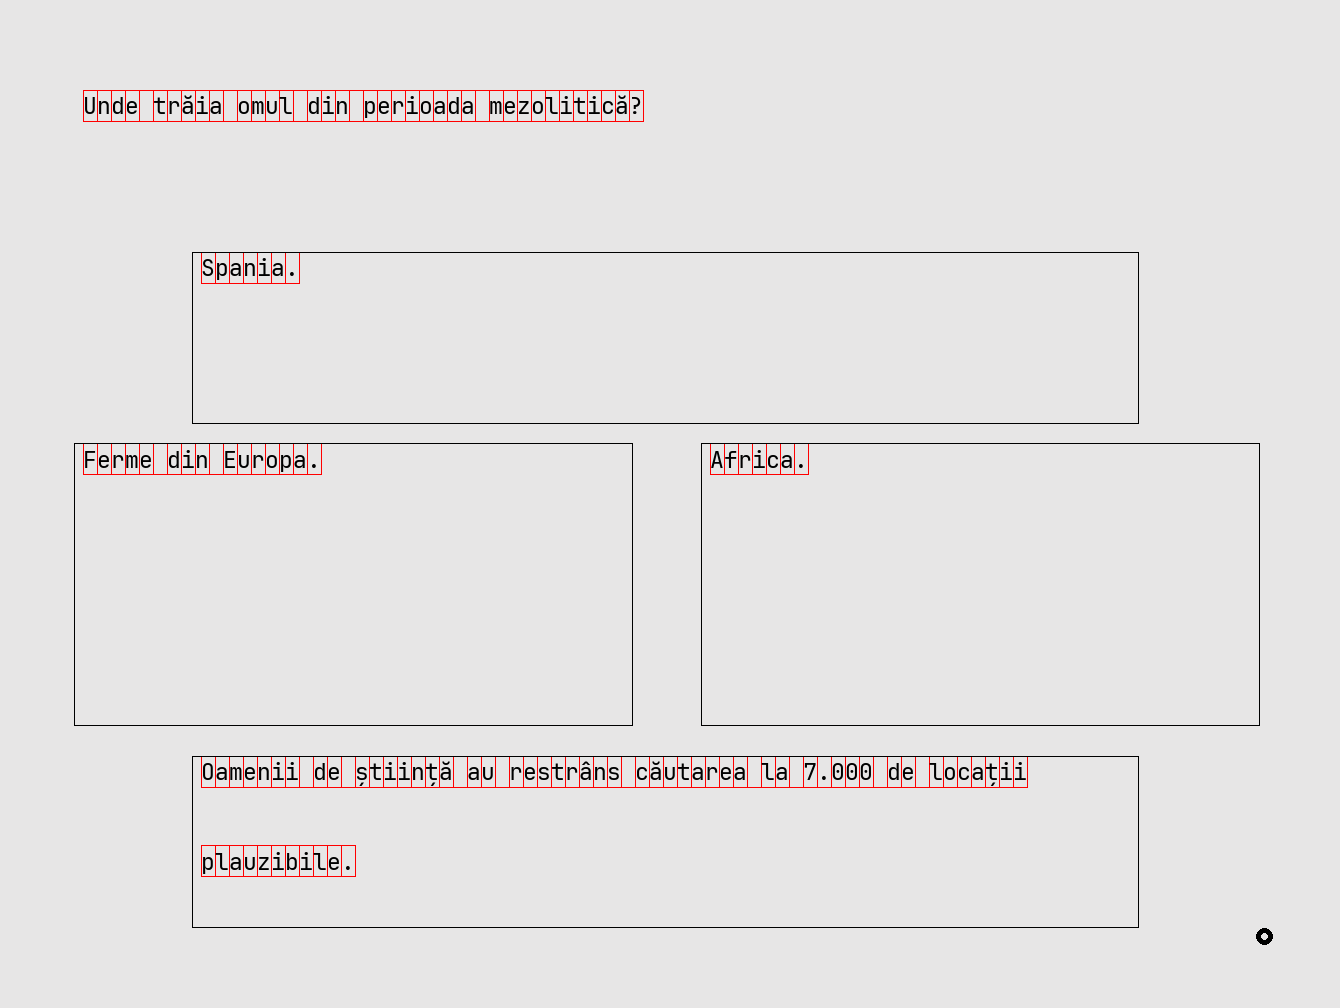 Unde trăia omul din perioada mezolitică?
Spania.
Ferme din Europa.
Africa.
Oamenii de știință au restrâns căutarea la 7.000 de locații
plauzibile.